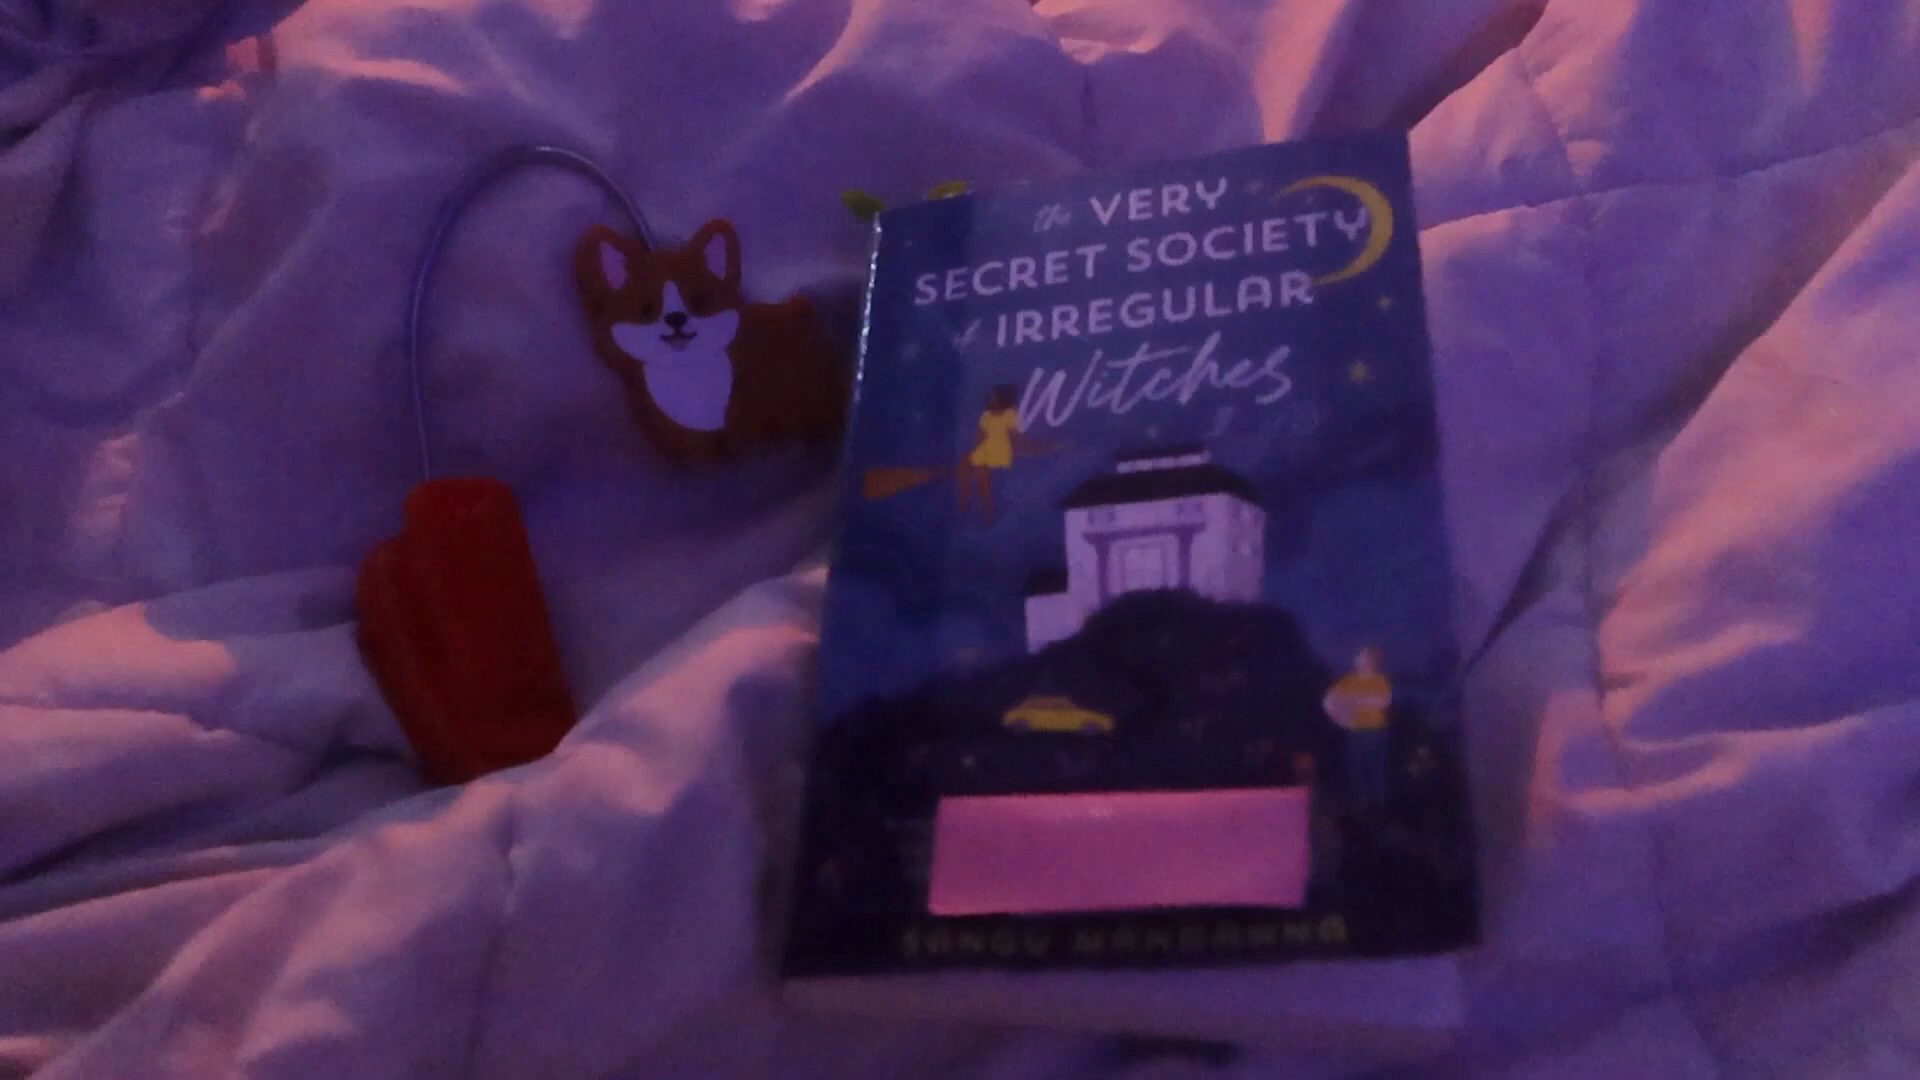 the VERY
SECRET SOCIETY
of IRREGULAR
Witches
SANGU MANDANNA